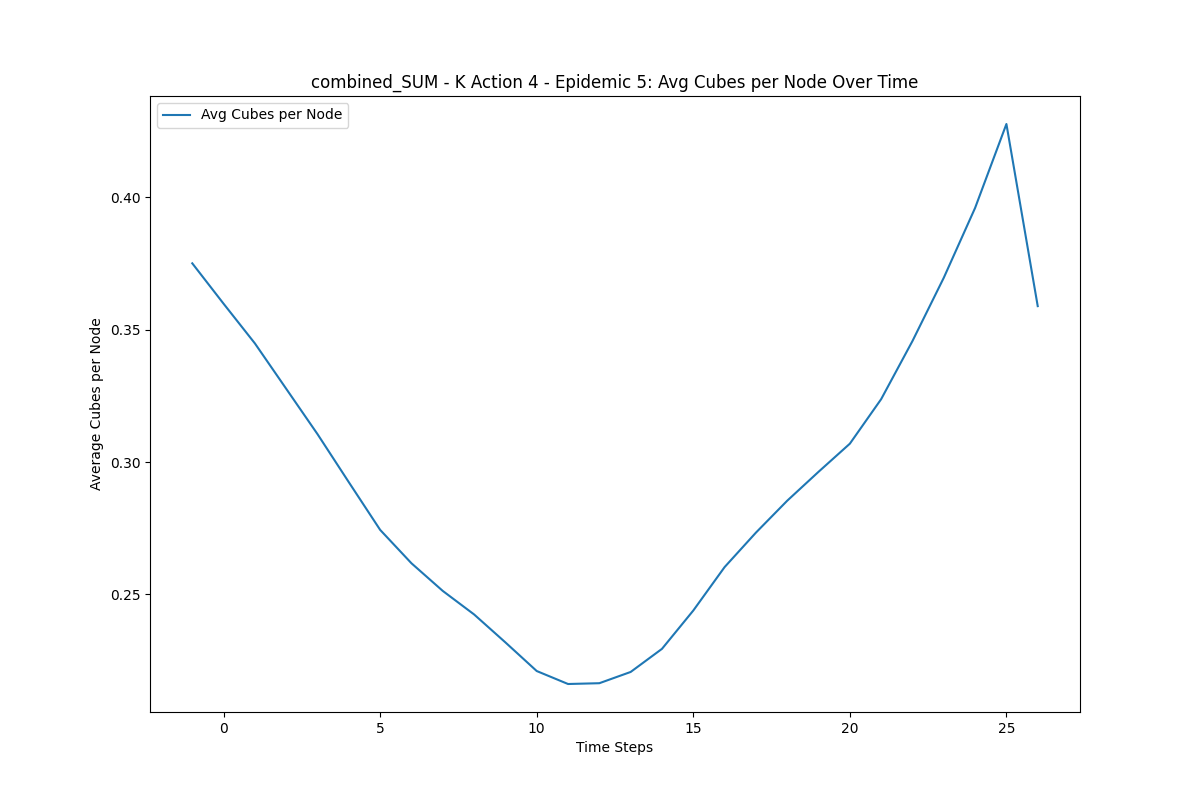 combined_SUM - K Action 4 - Epidemic 5: Avg Cubes per Node Over Time
Avg Cubes per Node
Average Cubes per Node
0.40
0.35
0.30
0.25
0 5 10 15 20 25
Time Steps